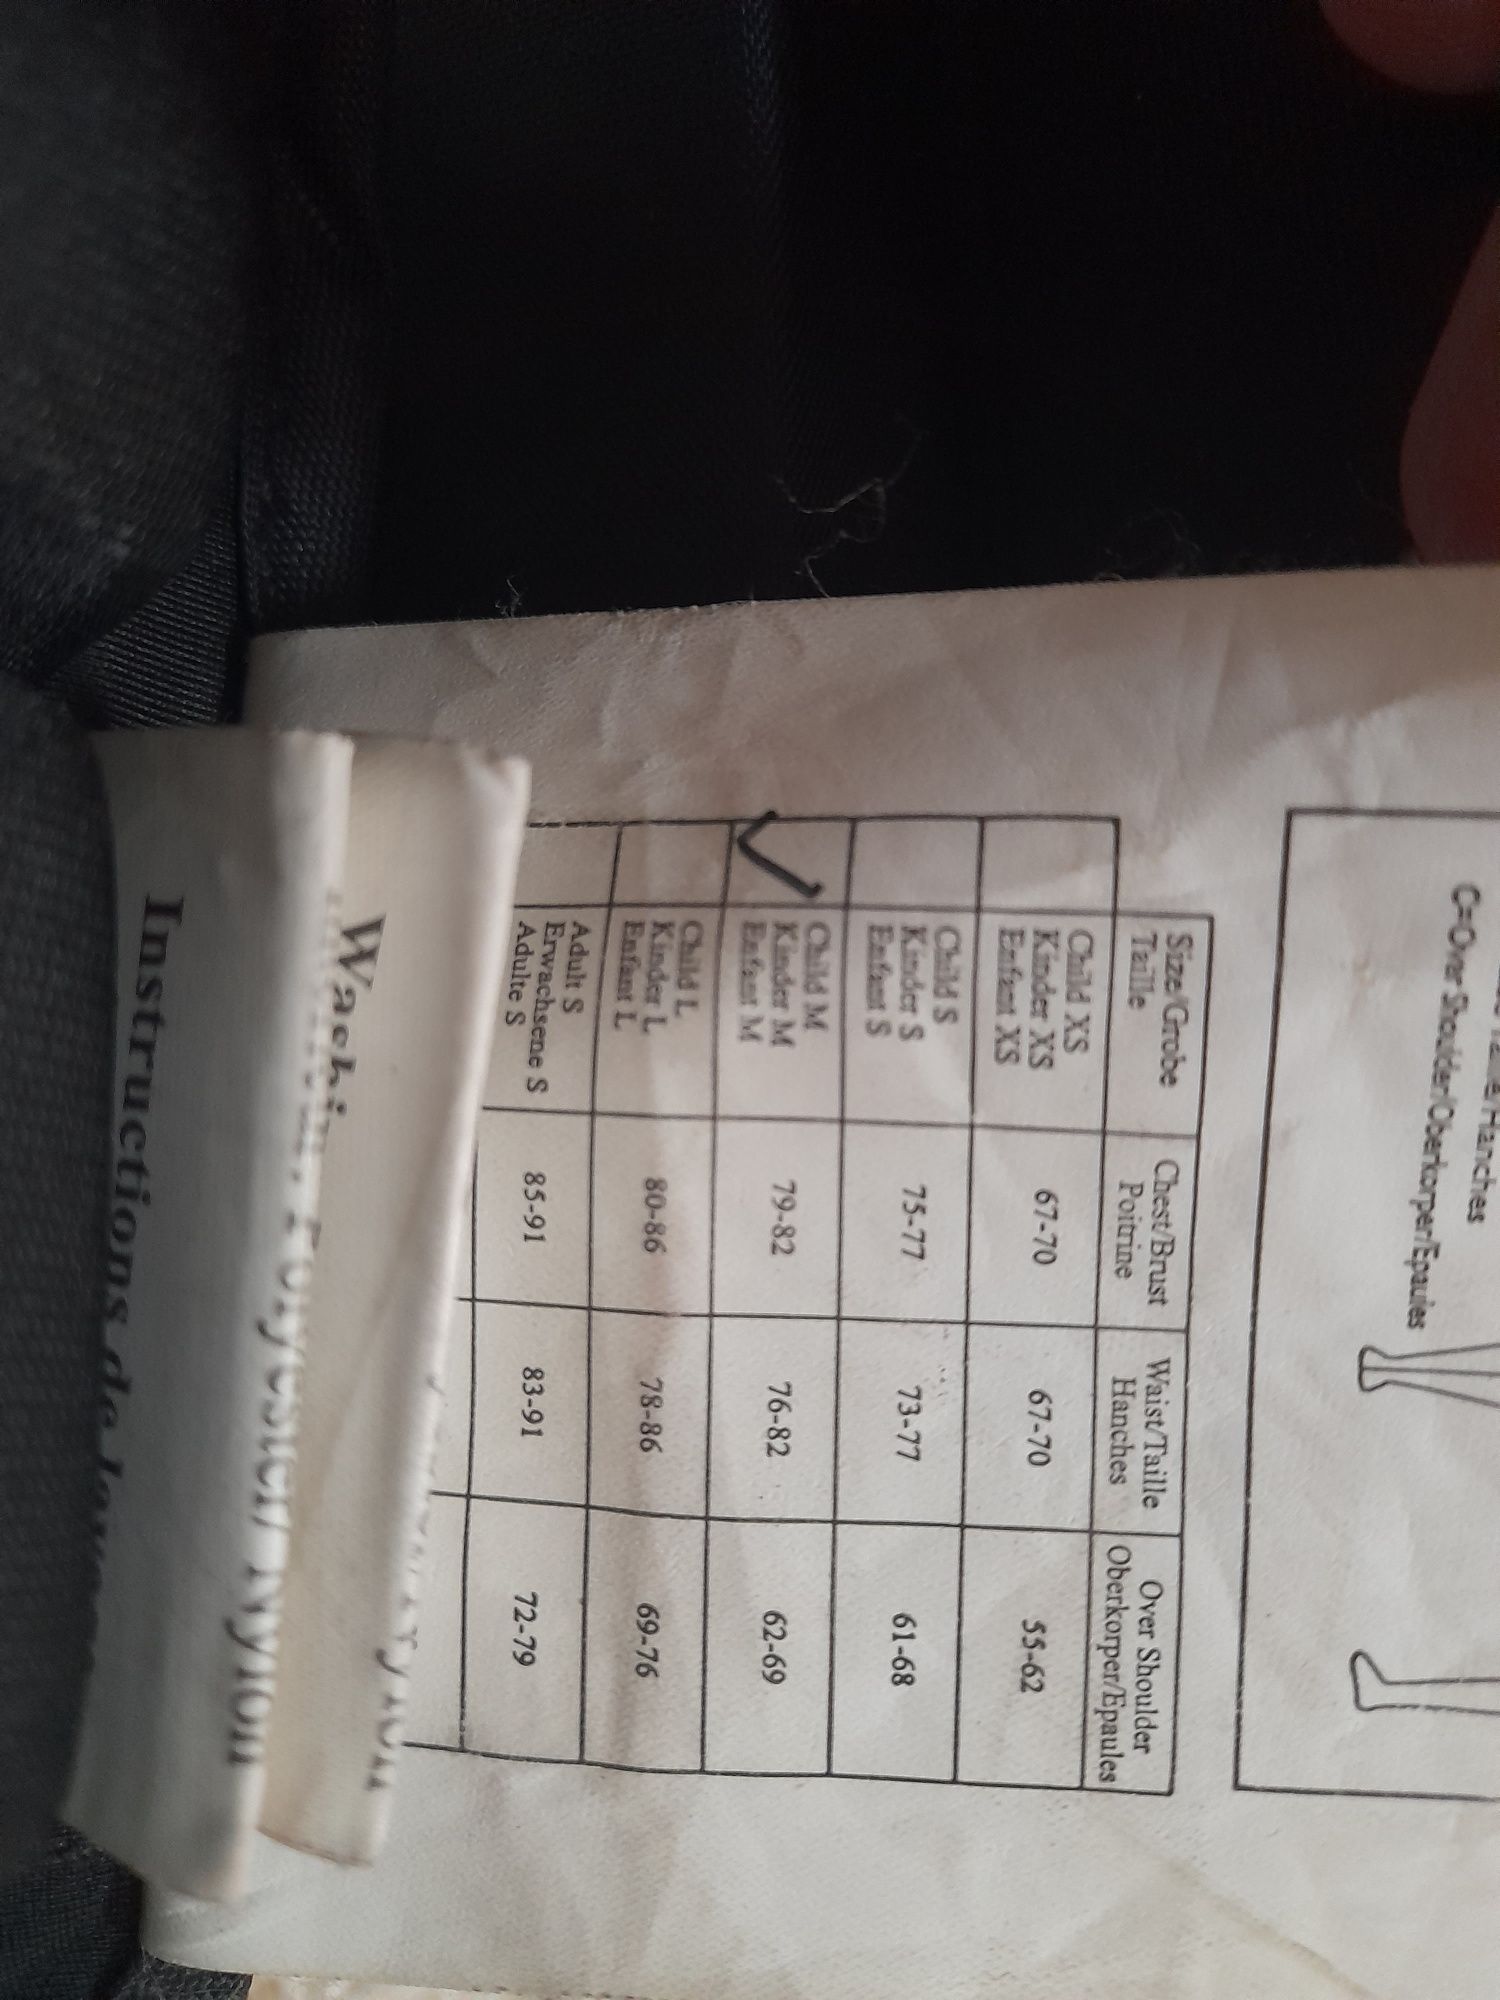 Hanches
C=Over Shoulder/Oberkorper/Epaules
Size/Grobe
Taille
Chest/Brust
Poitrine
Waist/Taille
Hanches
Over Shoulder
Oberkorper/Epaules
Child XS
Kinder XS
Enfant XS
67-70
67-70
55-62
Child S
Kinder S
Enfant S
75-77
73-77
61-68
Child M
Kinder M
Enfant M
79-82
76-82
62-69
Child L
Kinder L
Enfant L
80-86
78-86
69-76
Adult S
Erwachsene S
Adulte S
85-91
83-91
72-79
Nylon
Instructions de